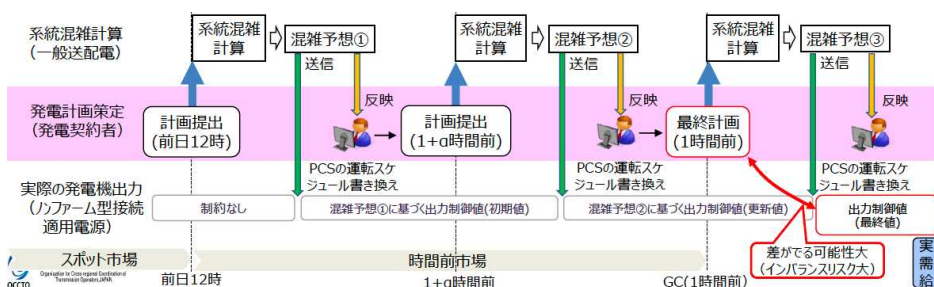 系統混雑計算
(一般送配電)
系統混雑
計算
混雑予想①
系統混雑
計算
混雑予想②
系統混雑
計算
混雑予想③
送信
送信
送信
反映
反映
反映
発電計画策定
(発電契約者)
計画提出
(前日12時)
計画提出
(1+α時間前)
最終計画
(1時間前)
PCSの運転スケ
ジュール書き換え
PCSの運転スケ
ジュール書き換え
PCSの運転スケ
ジュール書き換え
実際の発電機出力
(ノンファーム型接続
適用電源)
制約なし
混雑予想①に基づく出力制御値(初期値)
混雑予想②に基づく出力制御値(更新値)
出力制御値
(最終値)
差がでる可能性大
(インバランスリスク大)
スポット市場
時間前市場
実
需
給
OCCTO
Organization for Cross-regional Coordination of
Transmission Operators, JAPAN
前日12時
1+α時間前
GC(1時間前)